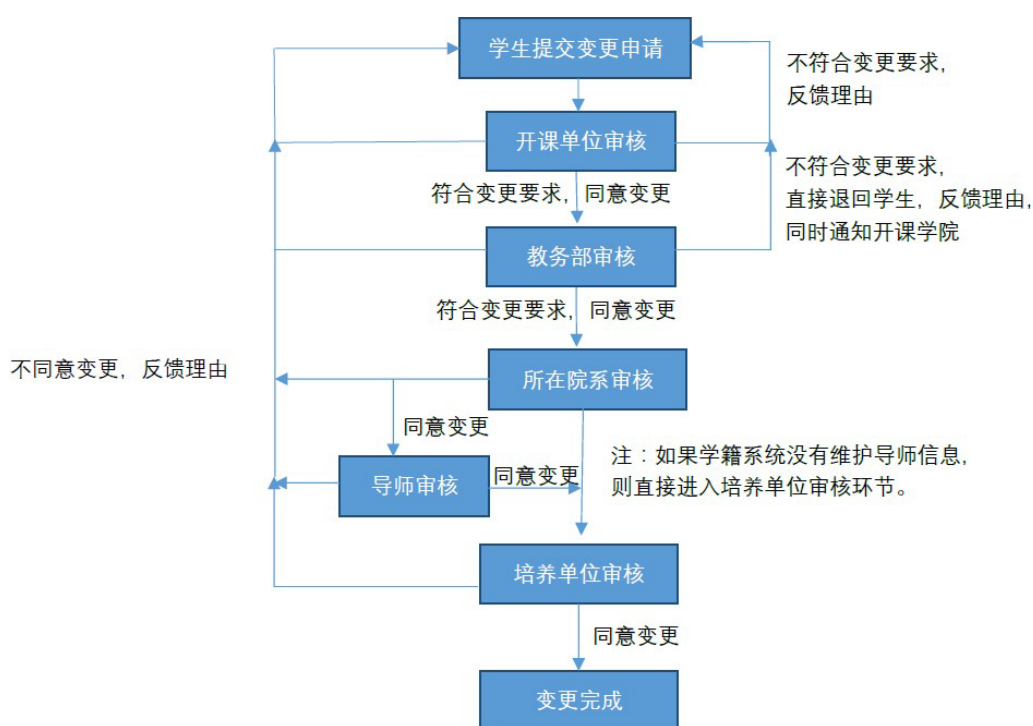 学生提交变更申请
不符合变更要求，
反馈理由
开课单位审核
不符合变更要求，
直接退回学生，反馈理由，
同时通知开课学院
符合变更要求，同意变更
教务部审核
符合变更要求，同意变更
不同意变更，反馈理由
所在院系审核
同意变更
注：如果学籍系统没有维护导师信息，
则直接进入培养单位审核环节。
导师审核
同意变更
培养单位审核
同意变更
变更完成